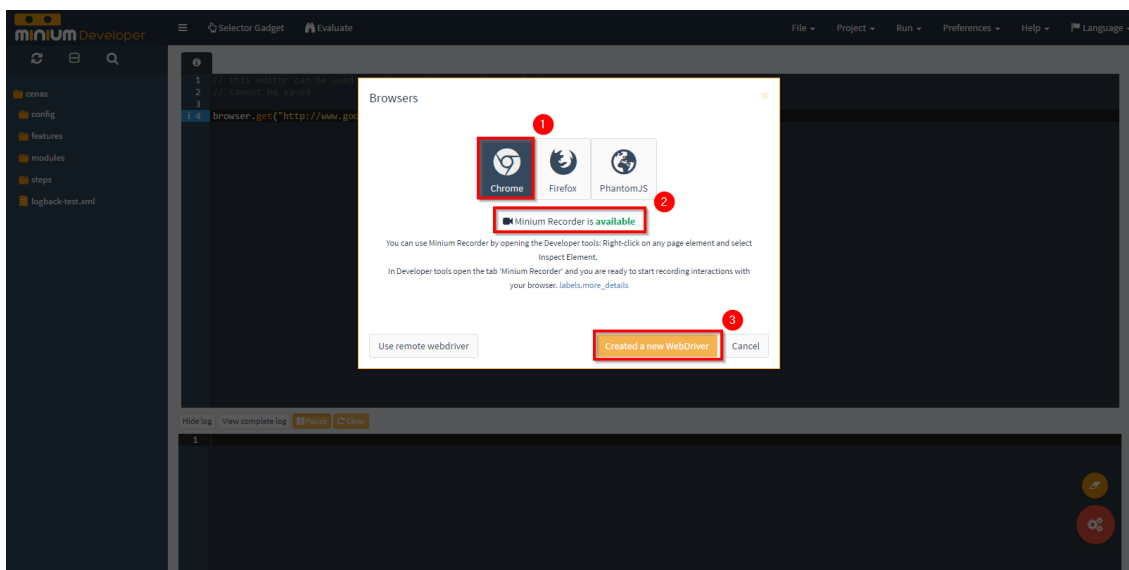 minium Developer
Selector Gadget
Evaluate
File
Project
Run
Preferences
Help
Language
cenas
config
features
modules
steps
logback-test.xml
1 // this editor can be used
2 // cannot be saved
3
i 4 browser.get("http://www.goo
Browsers
×
1
Chrome
Firefox
PhantomJS
2
Minium Recorder is available
You can use Minium Recorder by opening the Developer tools: Right-click on any page element and select
Inspect Element.
In Developer tools open the tab 'Minium Recorder' and you are ready to start recording interactions with
your browser. labels.more_details
3
Use remote webdriver
Created a new WebDriver
Cancel
Hide log
View complete log
Pause
Clear
1